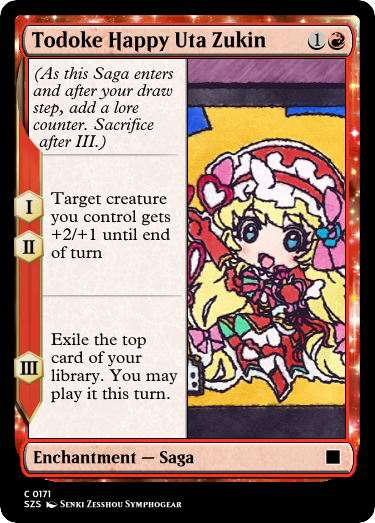 Todoke Happy Uta Zukin 1
(As this Saga enters
and after your draw
step, add a lore
counter. Sacrifice
after III.)
I
II
Target creature
you control gets
+2/+1 until end
of turn
III
Exile the top
card of your
library. You may
play it this turn.
Enchantment — Saga
C 0171
SZS Senki Zesshou Symphogear